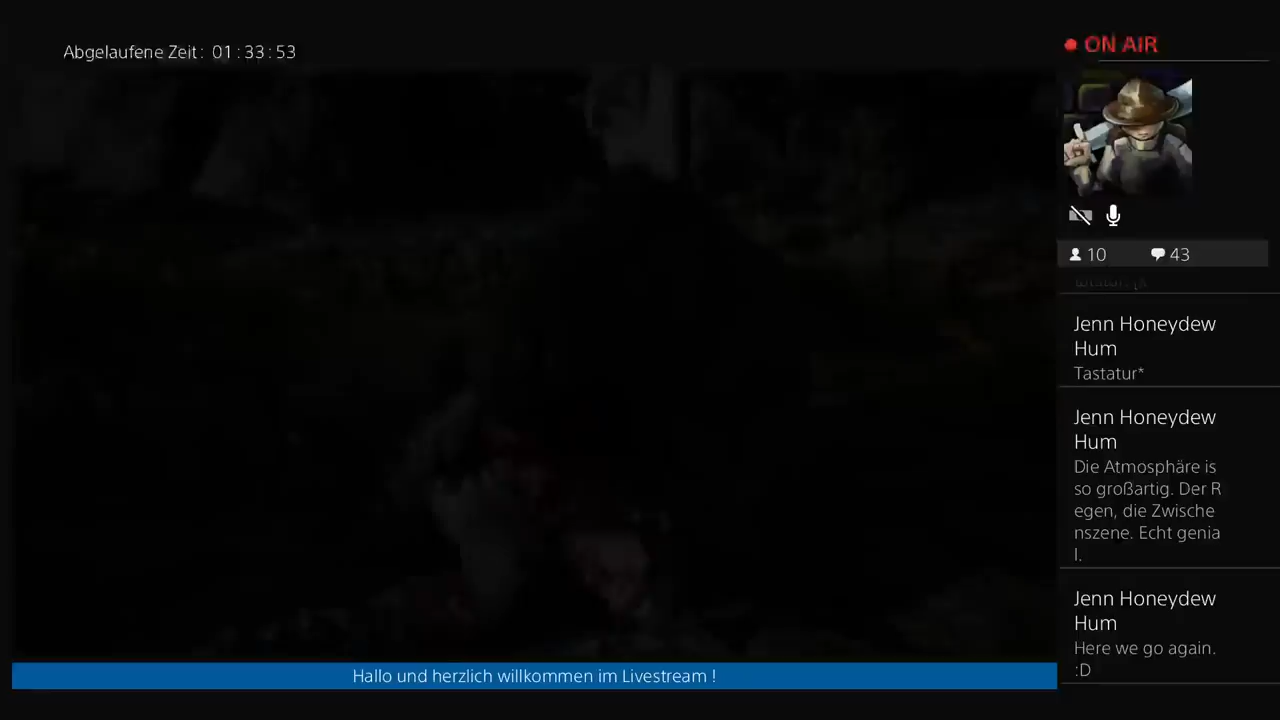 Abgelaufene Zeit: 01:33:53
ON AIR
10 43
Jenn Honeydew
Hum
Tastatur*
Jenn Honeydew
Hum
Die Atmosphäre is
so großartig. Der R
egen, die Zwische
nszene. Echt genia
l.
Jenn Honeydew
Hum
Here we go again.
:D
Hallo und herzlich willkommen im Livestream !